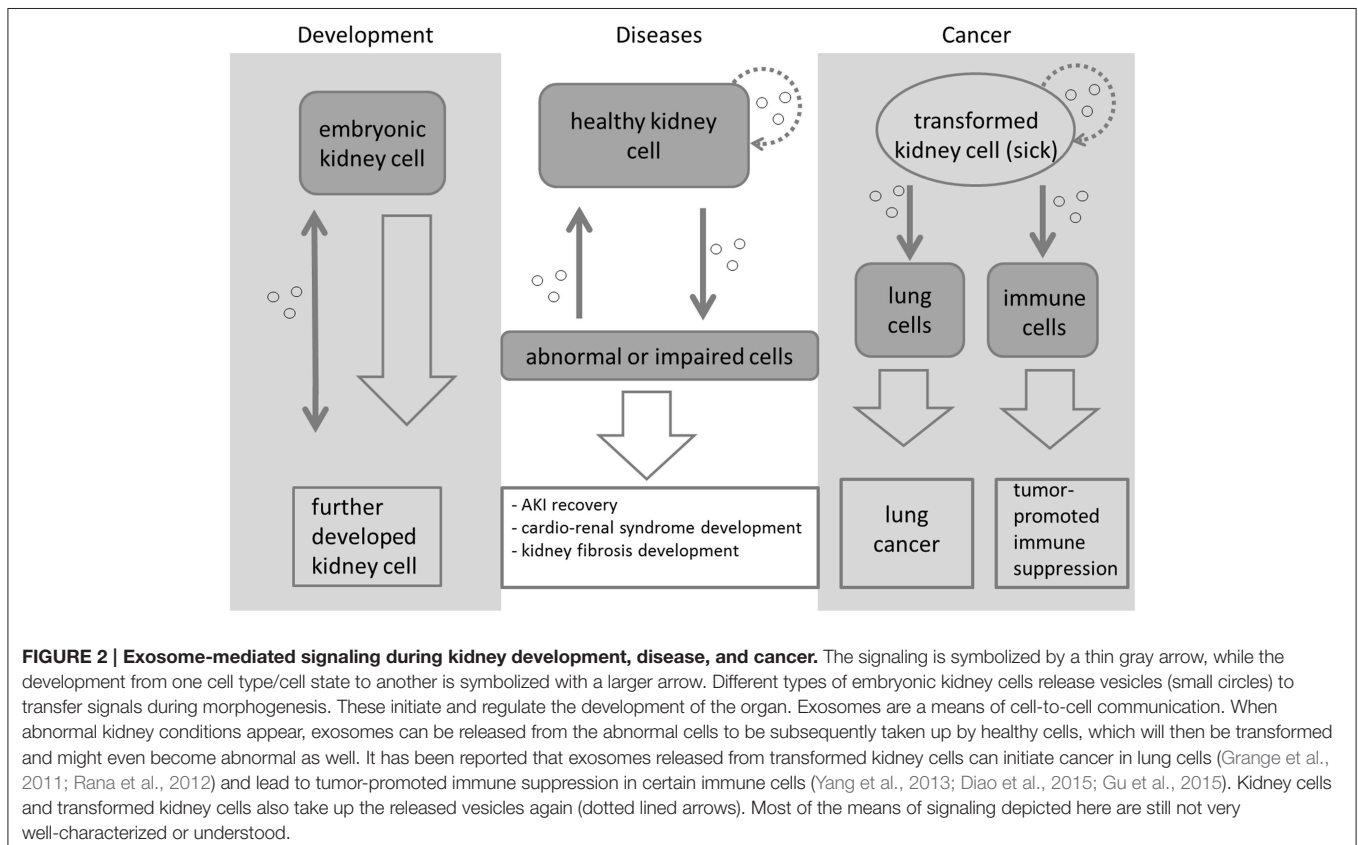 Development
Diseases
Cancer
embryonic
kidney cell
healthy kidney
cell
transformed
kidney cell (sick)
lung
cells
immune
cells
abnormal or impaired cells
further
developed
kidney cell
- AKI recovery
- cardio-renal syndrome development
- kidney fibrosis development
lung
cancer
tumor-
promoted
immune
suppression
FIGURE 2 | Exosome-mediated signaling during kidney development, disease, and cancer. The signaling is symbolized by a thin gray arrow, while the
development from one cell type/cell state to another is symbolized with a larger arrow. Different types of embryonic kidney cells release vesicles (small circles) to
transfer signals during morphogenesis. These initiate and regulate the development of the organ. Exosomes are a means of cell-to-cell communication. When
abnormal kidney conditions appear, exosomes can be released from the abnormal cells to be subsequently taken up by healthy cells, which will then be transformed
and might even become abnormal as well. It has been reported that exosomes released from transformed kidney cells can initiate cancer in lung cells (Grange et al.,
2011; Rana et al., 2012) and lead to tumor-promoted immune suppression in certain immune cells (Yang et al., 2013; Diao et al., 2015; Gu et al., 2015). Kidney cells
and transformed kidney cells also take up the released vesicles again (dotted lined arrows). Most of the means of signaling depicted here are still not very
well-characterized or understood.